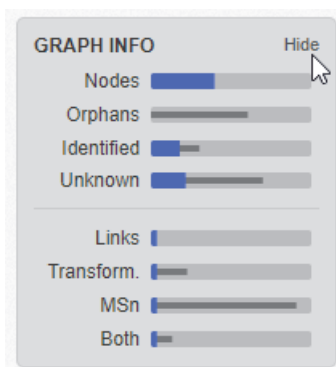 GRAPH INFO Hide
Nodes
Orphans
Identified
Unknown
Links
Transform.
MSn
Both